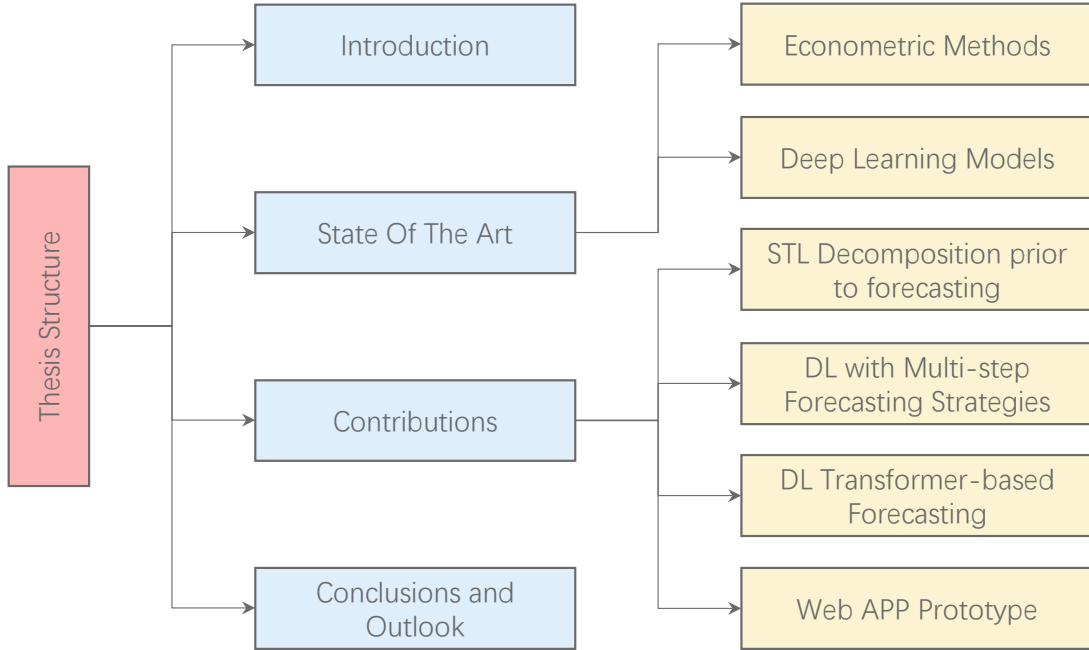 Thesis Structure
Introduction
State Of The Art
Contributions
Conclusions and
Outlook
Econometric Methods
Deep Learning Models
STL Decomposition prior
to forecasting
DL with Multi-step
Forecasting Strategies
DL Transformer-based
Forecasting
Web APP Prototype